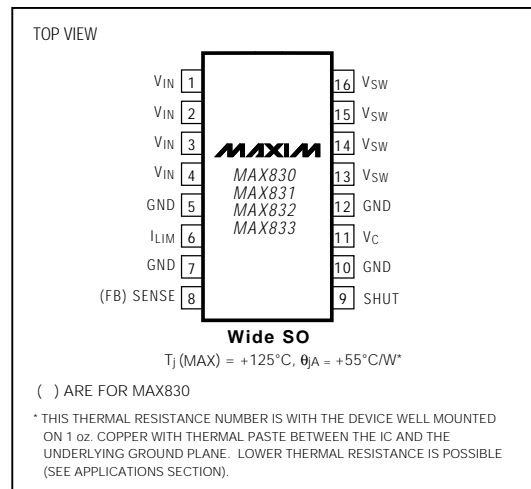 TOP VIEW
VIN 1 16 VSW
VIN 2 15 VSW
VIN 3 14 VSW
MAXIM
VIN 4 13 VSW
MAX830
MAX831
MAX832
MAX833
GND 5 12 GND
ILIM 6 11 VC
GND 7 10 GND
(FB) SENSE 8 9 SHUT
Wide SO
Tj (MAX) = +125°C, θjA = +55°C/W*
( ) ARE FOR MAX830
* THIS THERMAL RESISTANCE NUMBER IS WITH THE DEVICE WELL MOUNTED
ON 1 oz. COPPER WITH THERMAL PASTE BETWEEN THE IC AND THE
UNDERLYING GROUND PLANE. LOWER THERMAL RESISTANCE IS POSSIBLE
(SEE APPLICATIONS SECTION).